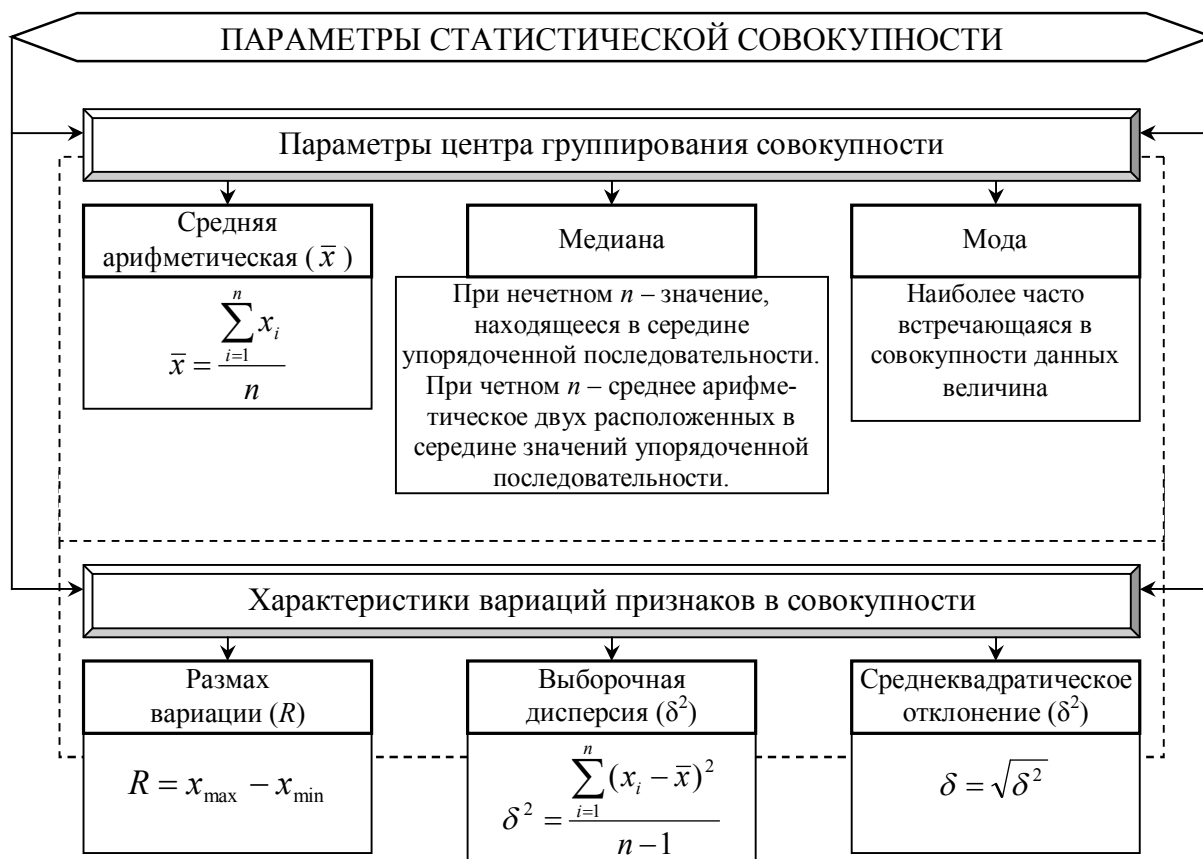 ПАРАМЕТРЫ СТАТИСТИЧЕСКОЙ СОВОКУПНОСТИ
Параметры центра группирования совокупности
Средняя
арифметическая ( x̅ )
x̅ = ∑_{i=1}^{n} x_i / n
Медиана
При нечетном n – значение,
находящееся в середине
упорядоченной последовательности.
При четном n – среднее арифме-
тическое двух расположенных в
середине значений упорядоченной
последовательности.
Мода
Наиболее часто
встречающаяся в
совокупности данных
величина
Характеристики вариаций признаков в совокупности
Размах
вариации (R)
R = x_max − x_min
Выборочная
дисперсия (δ²)
δ² = ∑_{i=1}^{n} (x_i − x̅)² / n − 1
Среднеквадратическое
отклонение (δ²)
δ = √δ²